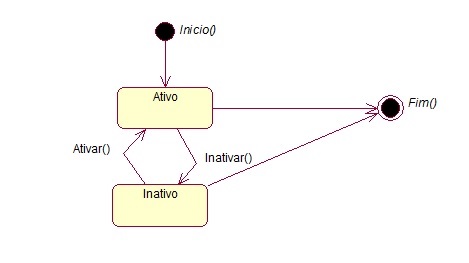 Inicio()
Ativo
Fim()
Ativar()
Inativar()
Inativo